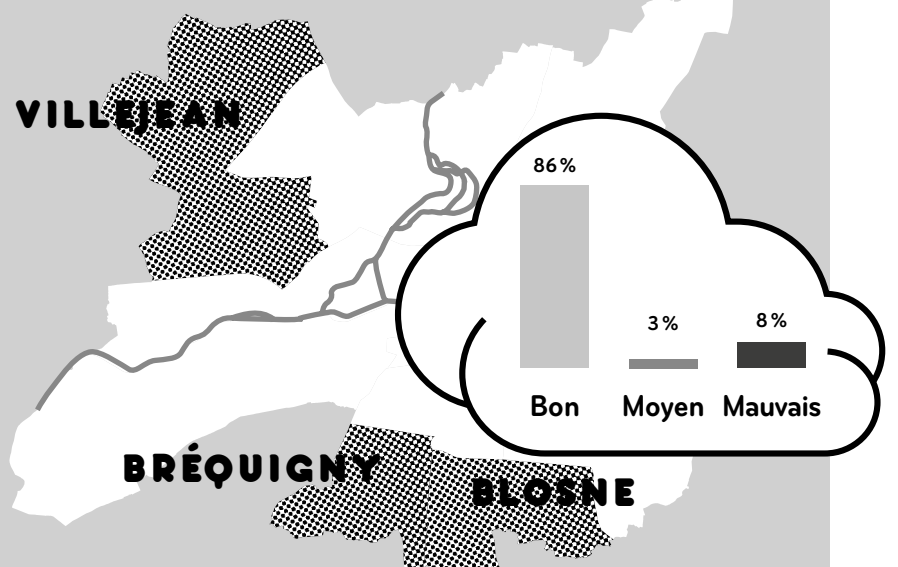 VILLEJEAN
86%
3%
8%
Bon Moyen Mauvais
BRÉQUIGNY
BLOSNE